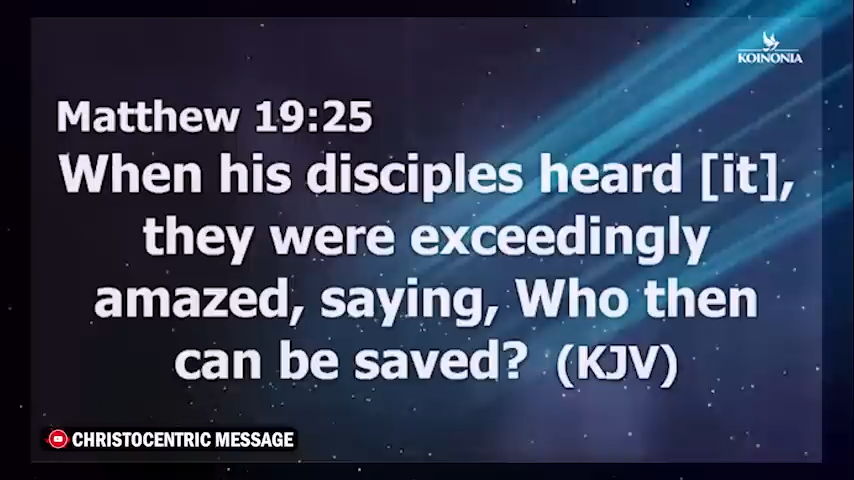 KOINONIA
Matthew 19:25
When his disciples heard [it],
they were exceedingly
amazed, saying, Who then
can be saved? (KJV)
CHRISTOCENTRIC MESSAGE